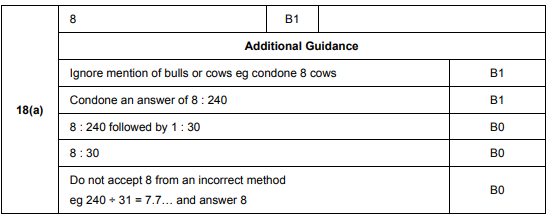 8 B1
Additional Guidance
Ignore mention of bulls or cows eg condone 8 cows B1
Condone an answer of 8 : 240 B1
18(a)
8 : 240 followed by 1 : 30 B0
8 : 30 B0
Do not accept 8 from an incorrect method
eg 240 ÷ 31 = 7.7… and answer 8 B0